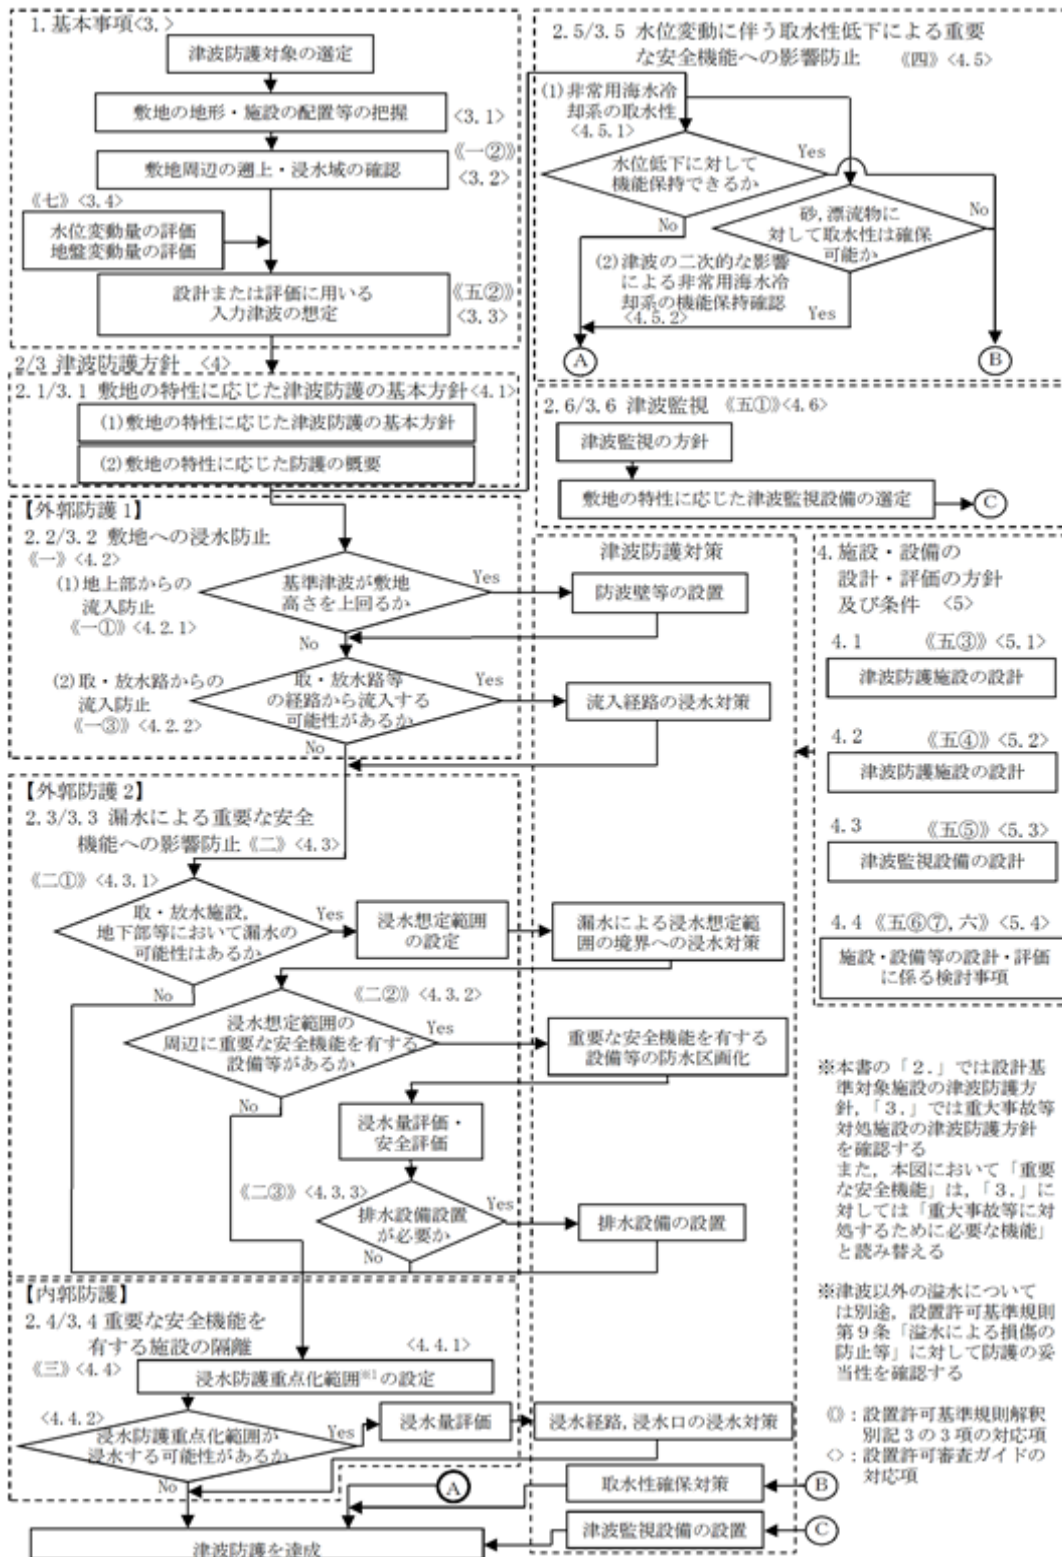 1.基本事項<3.>
津波防護対象の選定
敷地の地形・施設の配置等の把握
<3.1>
敷地周辺の遡上・浸水域の確認
《一②》
<3.2>
《七》<3.4>
水位変動量の評価
地盤変動量の評価
設計または評価に用いる
入力津波の想定
《五②》
<3.3>
2/3 津波防護方針 <4>
2.1/3.1 敷地の特性に応じた津波防護の基本方針<4.1>
(1)敷地の特性に応じた津波防護の基本方針
(2)敷地の特性に応じた防護の概要
2.5/3.5 水位変動に伴う取水性低下による重要
な安全機能への影響防止 《四》<4.5>
(1)非常用海水冷
却系の取水性
<4.5.1>
水位低下に対して
機能保持できるか
Yes
No
砂,漂流物に
対して取水性は確保
可能か
No
(2)津波の二次的な影響
による非常用海水冷
却系の機能保持確認
<4.5.2>
Yes
A
B
2.6/3.6 津波監視 《五①》<4.6>
津波監視の方針
敷地の特性に応じた津波監視設備の選定
C
【外郭防護1】
2.2/3.2 敷地への浸水防止
《一》<4.2>
(1)地上部からの
流入防止
《一①》<4.2.1>
基準津波が敷地
高さを上回るか
Yes
No
(2)取・放水路からの
流入防止
《一③》<4.2.2>
取・放水路等
の経路から流入する
可能性があるか
Yes
No
津波防護対策
防波壁等の設置
流入経路の浸水対策
4.施設・設備の
設計・評価の方針
及び条件 <5>
4.1 《五③》<5.1>
津波防護施設の設計
4.2 《五④》<5.2>
津波防護施設の設計
4.3 《五⑤》<5.3>
津波監視設備の設計
4.4 《五⑥⑦,六》<5.4>
施設・設備等の設計・評価
に係る検討事項
【外郭防護2】
2.3/3.3 漏水による重要な安全
機能への影響防止《二》<4.3>
《二①》<4.3.1>
取・放水施設,
地下部等において漏水の
可能性はあるか
Yes
No
浸水想定範囲
の設定
漏水による浸水想定範
囲の境界への浸水対策
《二②》<4.3.2>
浸水想定範囲の
周辺に重要な安全機能を有する
設備等があるか
Yes
No
重要な安全機能を有する
設備等の防水区画化
浸水量評価・
安全評価
《二③》<4.3.3>
排水設備設置
が必要か
Yes
No
排水設備の設置
【内郭防護】
2.4/3.4 重要な安全機能を
有する施設の隔離
《三》<4.4>
<4.4.1>
浸水防護重点化範囲※1の設定
<4.4.2>
浸水防護重点化範囲が
浸水する可能性があるか
Yes
No
浸水量評価
浸水経路,浸水口の浸水対策
A
取水性確保対策
B
津波監視設備の設置
C
津波防護を達成
※本書の「2.」では設計基
準対象施設の津波防護方
針,「3.」では重大事故等
対処施設の津波防護方針
を確認する
また,本図において「重要
な安全機能」は,「3.」に
対しては「重大事故等に対
処するために必要な機能」
と読み替える
※津波以外の溢水について
は別途,設置許可基準規則
第9条「溢水による損傷の
防止等」に対して防護の妥
当性を確認する
《》:設置許可基準規則解釈
別記3の3項の対応項
<>:設置許可審査ガイドの
対応項